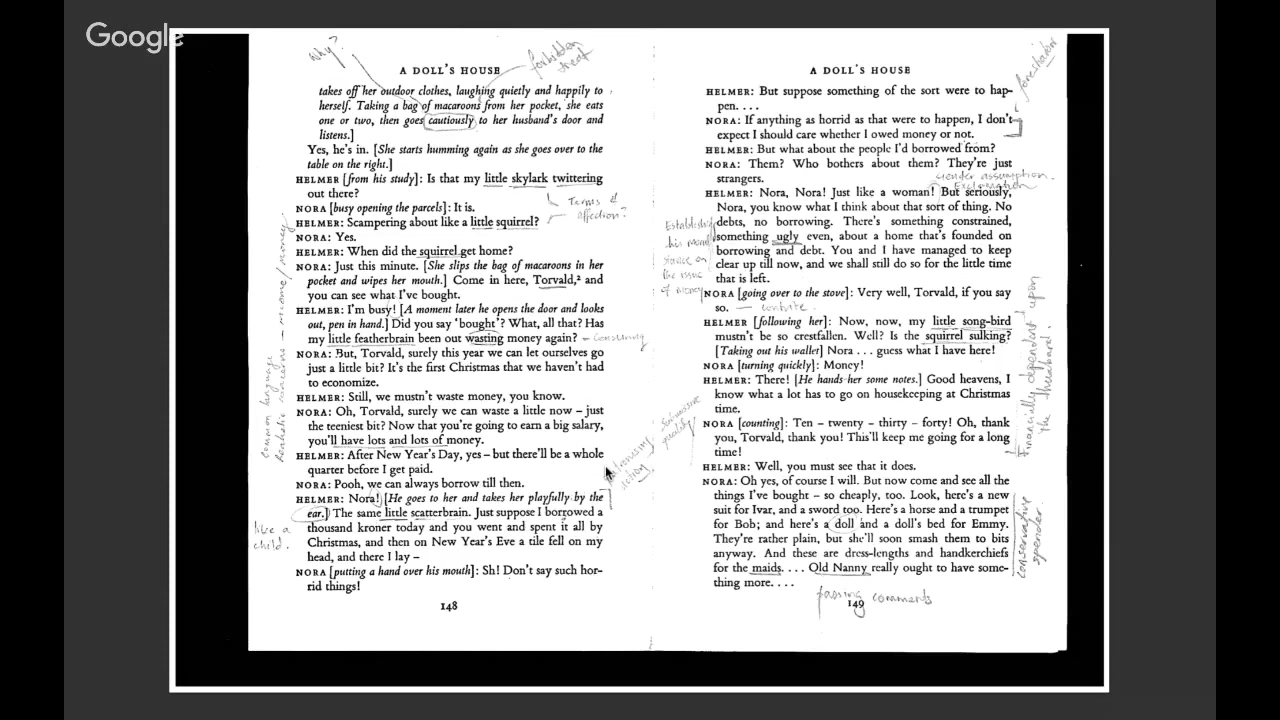 Google
why?
forbidden
treat
A DOLL'S HOUSE
takes off her outdoor clothes, laughing quietly and happily to
herself. Taking a bag of macaroons from her pocket, she eats
one or two, then goes cautiously to her husband's door and
listens.]
Yes, he's in. [She starts humming again as she goes over to the
table on the right.]
HELMER [from his study]: Is that my little skylark twittering
out there?
NORA [busy opening the parcels]: It is.
Terms of
affection?
HELMER: Scampering about like a little squirrel?
NORA: Yes.
HELMER: When did the squirrel get home?
NORA: Just this minute. [She slips the bag of macaroons in her
pocket and wipes her mouth.] Come in here, Torvald,² and
you can see what I've bought.
HELMER: I'm busy! [A moment later he opens the door and looks
out, pen in hand.] Did you say 'bought'? What, all that? Has
my little featherbrain been out wasting money again?
NORA: But, Torvald, surely this year we can let ourselves go
just a little bit? It's the first Christmas that we haven't had
to economize.
HELMER: Still, we mustn't waste money, you know.
NORA: Oh, Torvald, surely we can waste a little now – just
the teeniest bit? Now that you're going to earn a big salary,
you'll have lots and lots of money.
HELMER: After New Year's Day, yes – but there'll be a whole
quarter before I get paid.
NORA: Pooh, we can always borrow till then.
HELMER: Nora! [He goes to her and takes her playfully by the
ear.] The same little scatterbrain. Just suppose I borrowed a
thousand kroner today and you went and spent it all by
Christmas, and then on New Year's Eve a tile fell on my
head, and there I lay –
NORA [putting a hand over his mouth]: Sh! Don't say such hor-
rid things!
148
common language
realistic concerns – income/money
like a
child.
patronising
action
submissive
quality
A DOLL'S HOUSE
foreshadow
HELMER: But suppose something of the sort were to hap-
pen. . . .
NORA: If anything as horrid as that were to happen, I don't
expect I should care whether I owed money or not.
HELMER: But what about the people I'd borrowed from?
NORA: Them? Who bothers about them? They're just
strangers.
Gender assumption.
Exclamation
HELMER: Nora, Nora! Just like a woman! But seriously,
Nora, you know what I think about that sort of thing. No
debts, no borrowing. There's something constrained,
something ugly even, about a home that's founded on
borrowing and debt. You and I have managed to keep
clear up till now, and we shall still do so for the little time
that is left.
his moral
stance on
the issue
of money
NORA [going over to the stove]: Very well, Torvald, if you say
so. – contrite.
HELMER [following her]: Now, now, my little song-bird
mustn't be so crestfallen. Well? Is the squirrel sulking?
[Taking out his wallet] Nora . . . guess what I have here!
NORA [turning quickly]: Money!
HELMER: There! [He hands her some notes.] Good heavens, I
know what a lot has to go on housekeeping at Christmas
time.
NORA [counting]: Ten – twenty – thirty – forty! Oh, thank
you, Torvald, thank you! This'll keep me going for a long
time!
HELMER: Well, you must see that it does.
NORA: Oh yes, of course I will. But now come and see all the
things I've bought – so cheaply, too. Look, here's a new
suit for Ivar, and a sword too. Here's a horse and a trumpet
for Bob; and here's a doll and a doll's bed for Emmy.
They're rather plain, but she'll soon smash them to bits
anyway. And these are dress-lengths and handkerchiefs
for the maids. . . . Old Nanny really ought to have some-
thing more. . . .
149
passing comments
Financially dependent upon
the husband!
conservative
spender